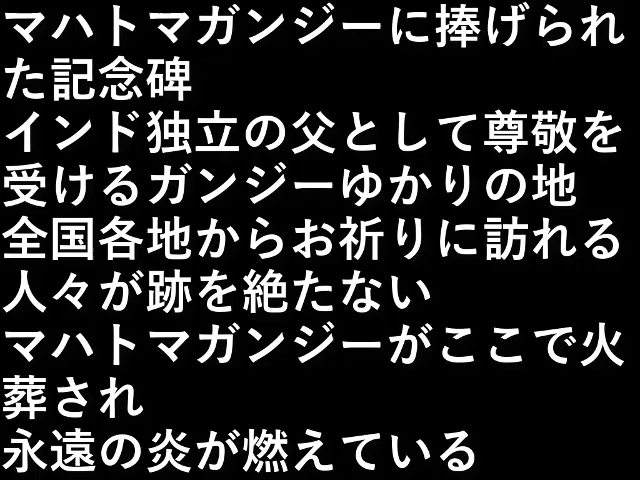 マハトマガンジーに捧げられ
た記念碑
インド独立の父として尊敬を
受けるガンジーゆかりの地
全国各地からお祈りに訪れる
人々が跡を絶たない
マハトマガンジーがここで火
葬され
永遠の炎が燃えている